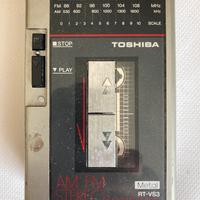 FM 88 92 96 100 104 108 MHz
AM 530 600 800 1000 1300 1600 kHz
0 1 2 3 4 5 6 7 8 9 10 SCALE
■ STOP
TOSHIBA
▼ PLAY
AM FM
STEREO
Metal
RT-VS3